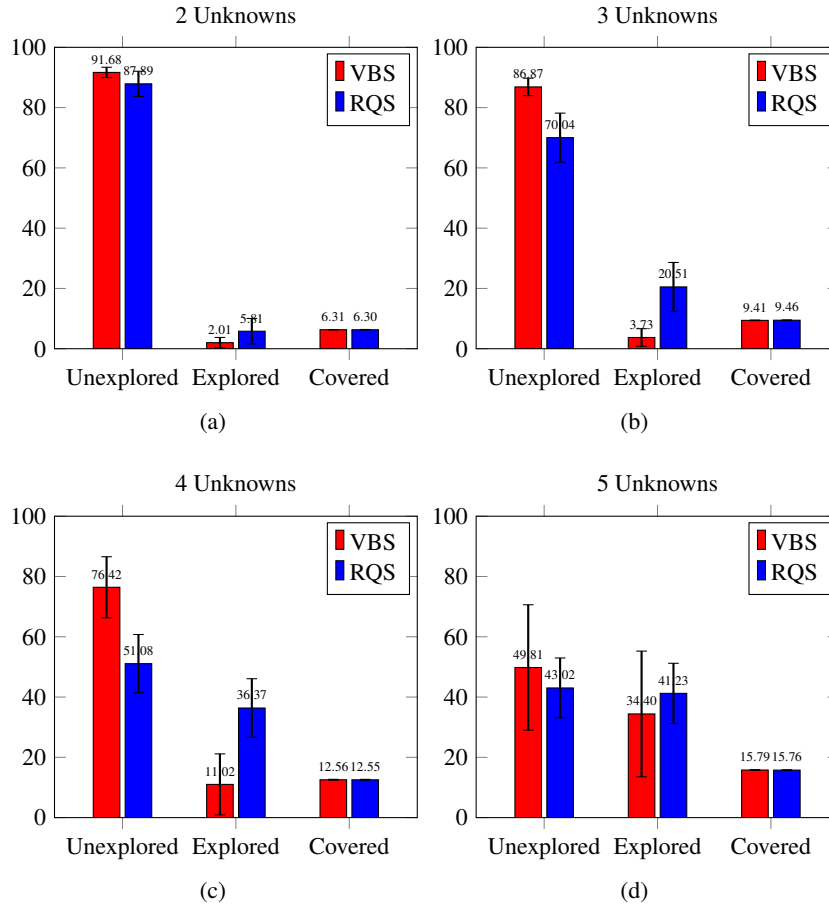 2 Unknowns
100
80
60
40
20
0
91.68
87.89
2.01
5.81
6.31
6.30
VBS
RQS
Unexplored Explored Covered
(a)
3 Unknowns
100
80
60
40
20
0
86.87
70.04
3.73
20.51
9.41
9.46
VBS
RQS
Unexplored Explored Covered
(b)
4 Unknowns
100
80
60
40
20
0
76.42
51.08
11.02
36.37
12.56
12.55
VBS
RQS
Unexplored Explored Covered
(c)
5 Unknowns
100
80
60
40
20
0
49.81
43.02
34.40
41.23
15.79
15.76
VBS
RQS
Unexplored Explored Covered
(d)